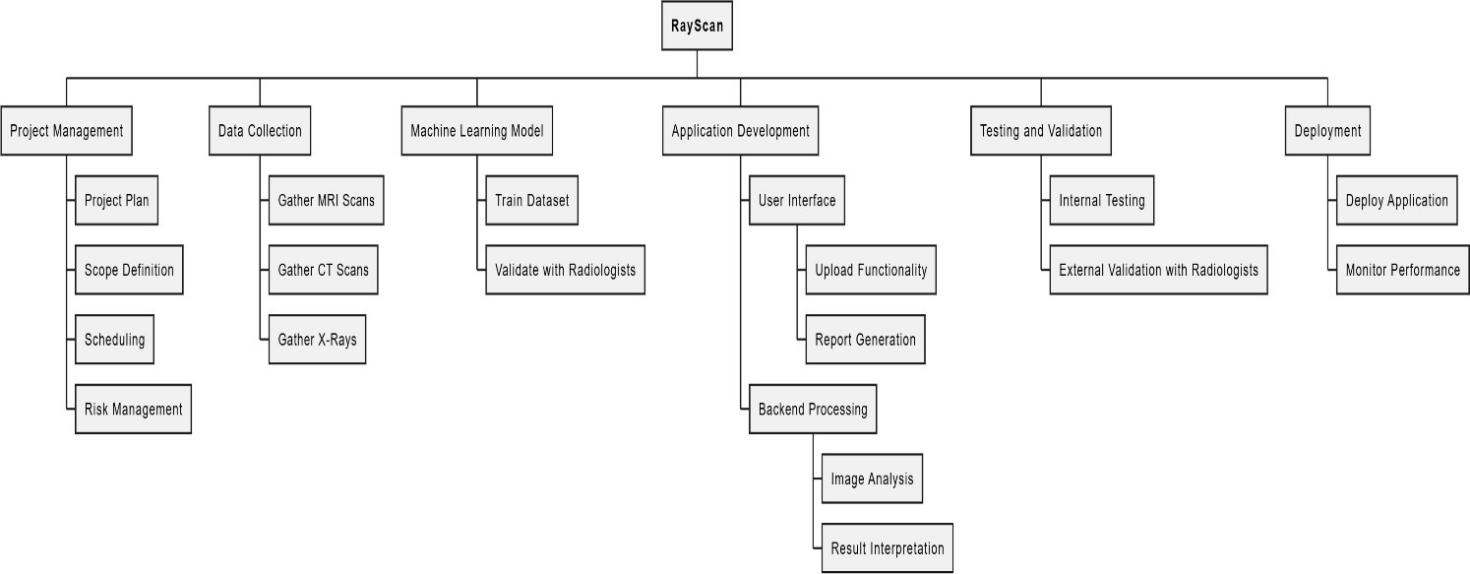 RayScan
Project Management
Data Collection
Machine Learning Model
Application Development
Testing and Validation
Deployment
Project Plan
Gather MRI Scans
Train Dataset
User Interface
Internal Testing
Deploy Application
Scope Definition
Gather CT Scans
Validate with Radiologists
Upload Functionality
External Validation with Radiologists
Monitor Performance
Scheduling
Gather X-Rays
Report Generation
Risk Management
Backend Processing
Image Analysis
Result Interpretation